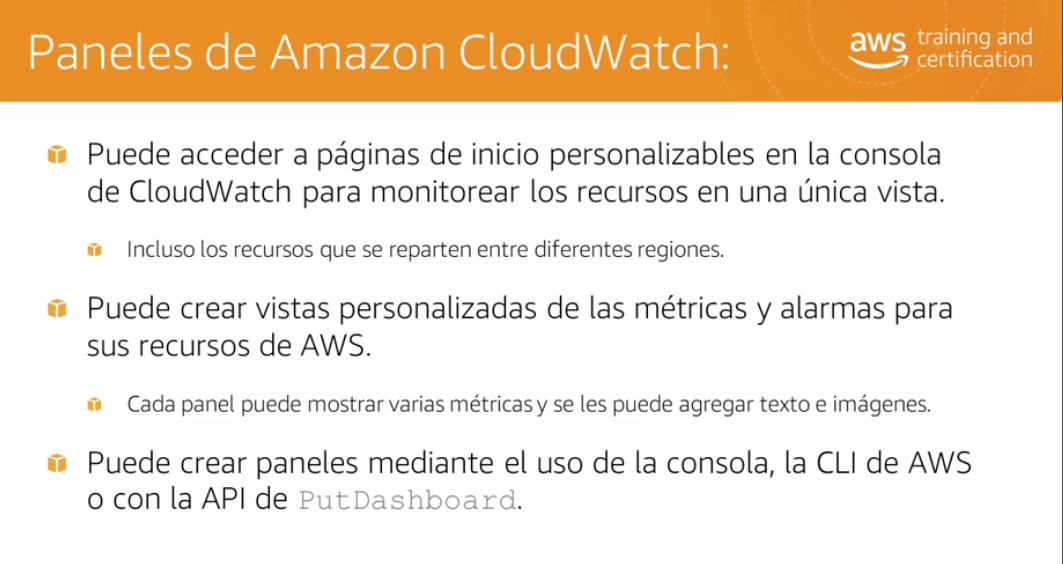 Paneles de Amazon CloudWatch:
aws training and
certification
Puede acceder a páginas de inicio personalizables en la consola
de CloudWatch para monitorear los recursos en una única vista.
Incluso los recursos que se reparten entre diferentes regiones.
Puede crear vistas personalizadas de las métricas y alarmas para
sus recursos de AWS.
Cada panel puede mostrar varias métricas y se les puede agregar texto e imágenes.
Puede crear paneles mediante el uso de la consola, la CLI de AWS
o con la API de PutDashboard.